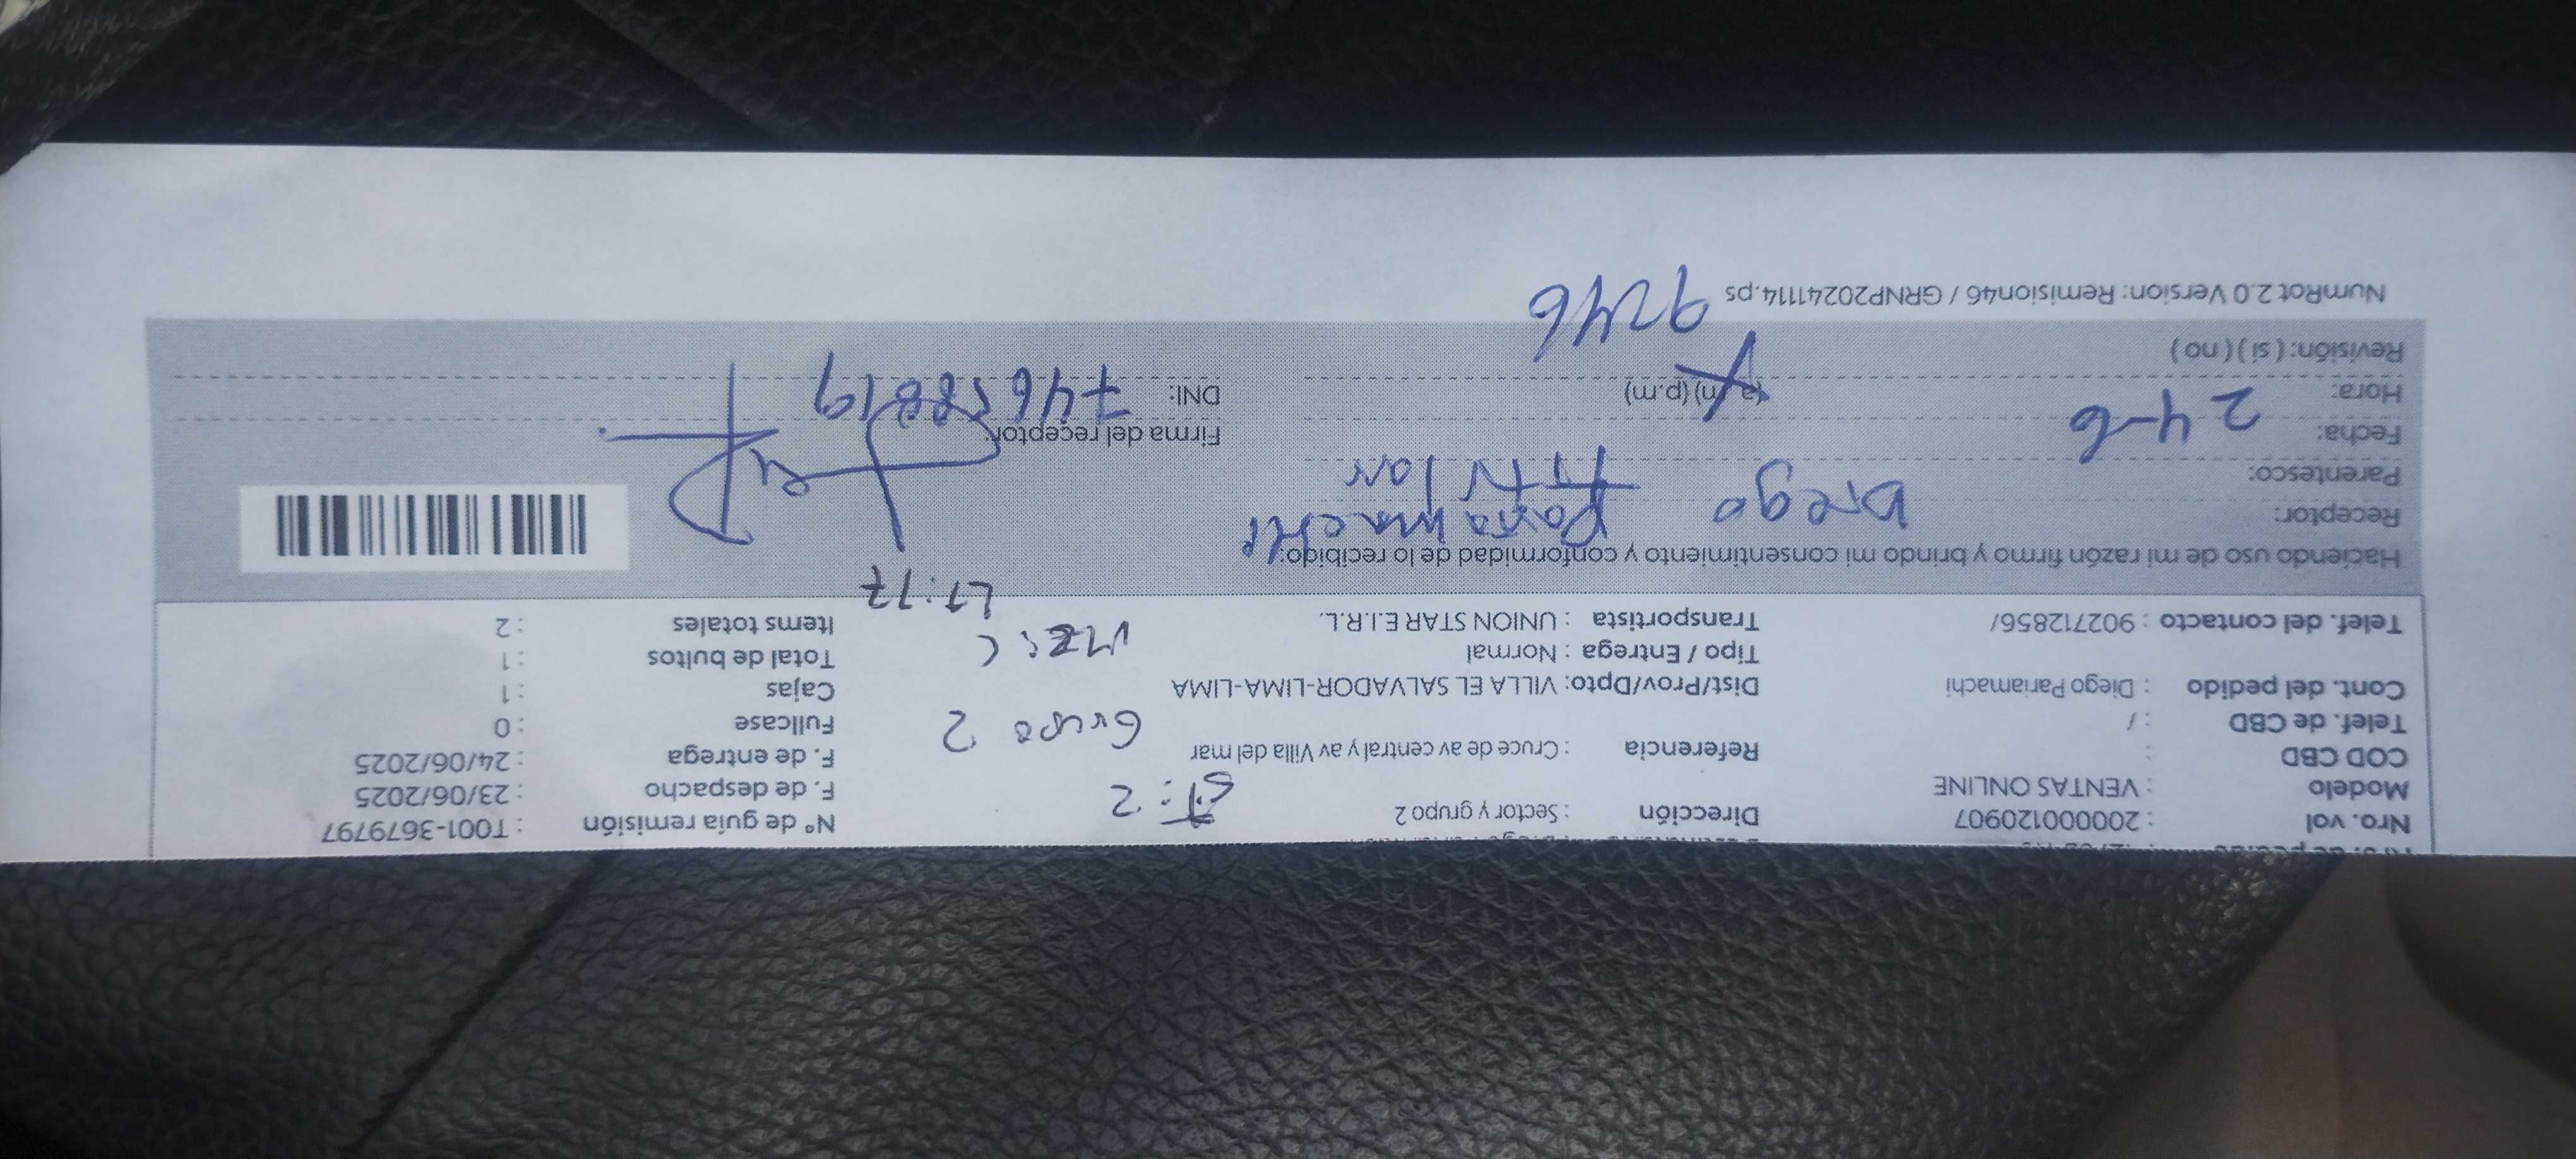 Nro. vol : 20000120907
Modelo : VENTAS ONLINE
COD CBD :
Telef. de CBD : /
Cont. del pedido : Diego Pariamachi
Telef. del contacto : 902712856/
Dirección : Sector y grupo 2
Referencia : Cruce de av central y av Villa del mar
Dist/Prov/Dpto: VILLA EL SALVADOR-LIMA-LIMA
Tipo / Entrega : Normal
Transportista : UNION STAR E.I.R.L.
: 2
Grupo 2
MZ: C
LT: 17
N° de guía remisión : T001-3679797
F. de despacho : 23/06/2025
F. de entrega : 24/06/2025
Fullcase : 0
Cajas : 1
Total de bultos : 1
Items totales : 2
Haciendo uso de mi razón firmo y brindo mi consentimiento y conformidad de lo recibido:
Receptor: Diego
Parentesco:
Fecha: 24-6
Hora: (a.m) (p.m)
Revisión: ( si ) ( no )
Firma del receptor:
DNI:
9246
NumRot 2.0 Version: Remision46 / GRNP20241114.ps